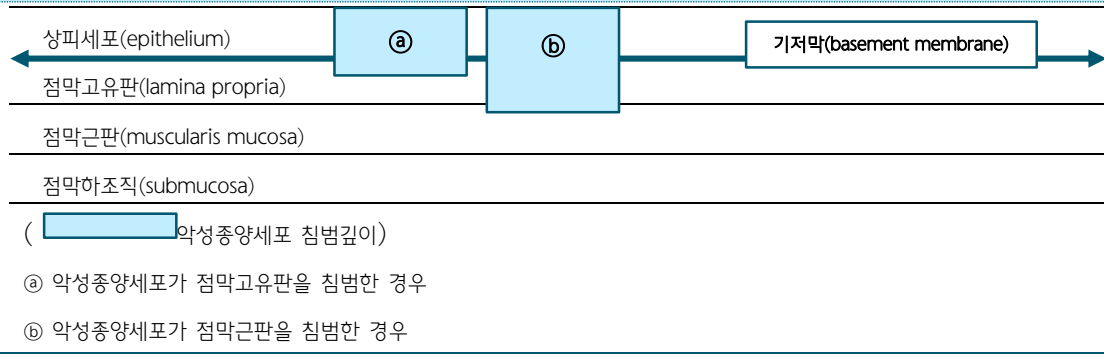 상피세포(epithelium) ⓐ ⓑ 기저막(basement membrane)
점막고유판(lamina propria)
점막근판(muscularis mucosa)
점막하조직(submucosa)
( 악성종양세포 침범깊이)
ⓐ 악성종양세포가 점막고유판을 침범한 경우
ⓑ 악성종양세포가 점막근판을 침범한 경우